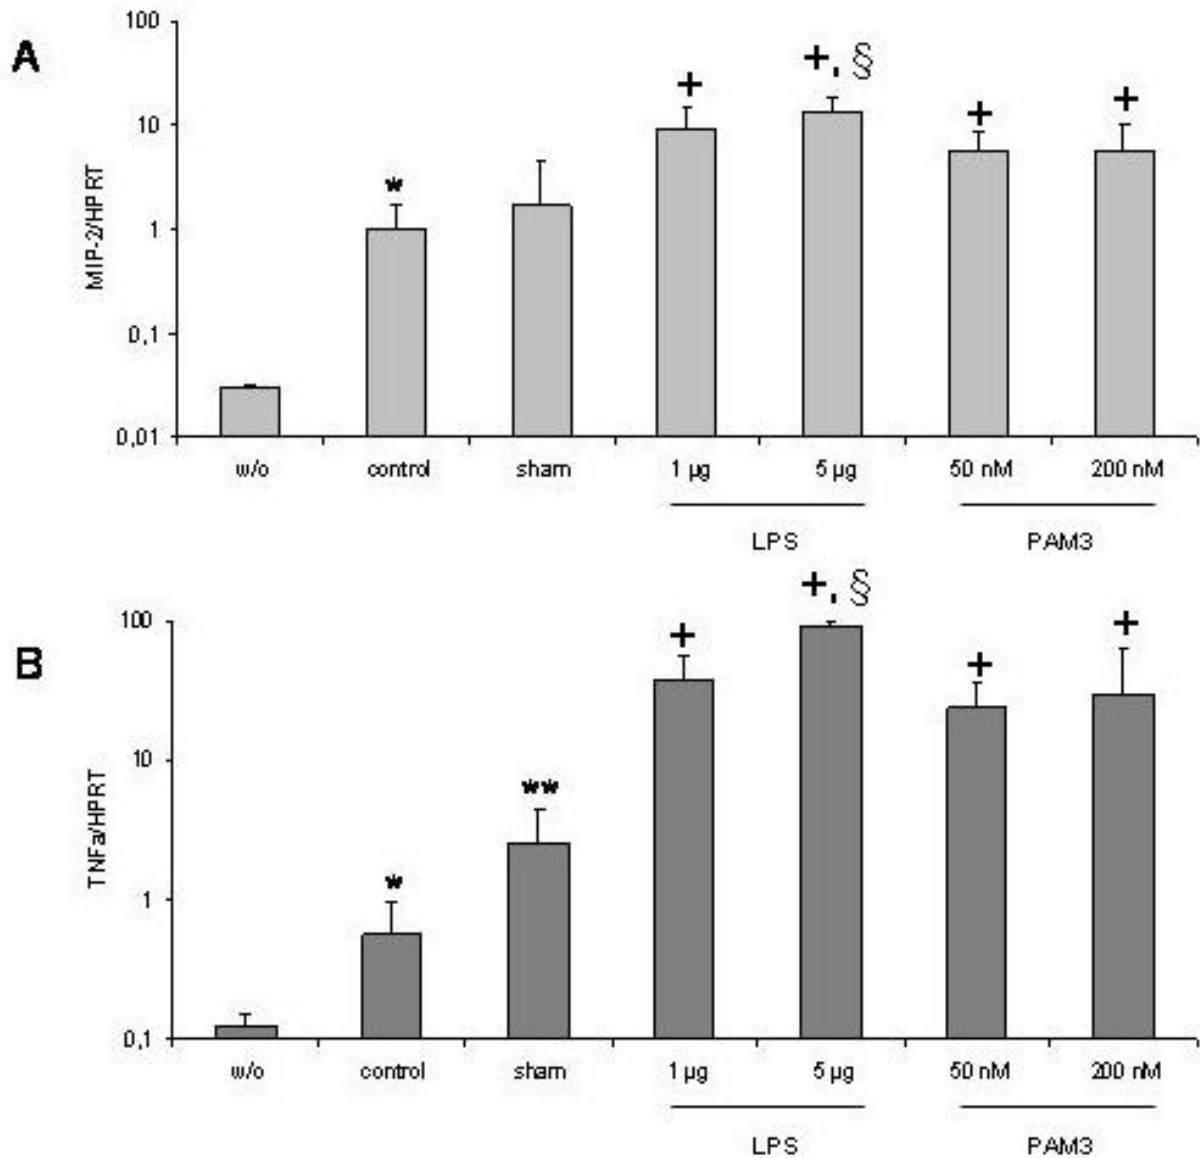 A
MIP-2/HPRT
100
10
1
0,1
0,01
*
+
+, §
+
+
w/o control sham 1 µg 5 µg 50 nM 200 nM
LPS PAM3
B
TNFa/HPRT
100
10
1
0,1
*
**
+
+, §
+
+
w/o control sham 1 µg 5 µg 50 nM 200 nM
LPS PAM3